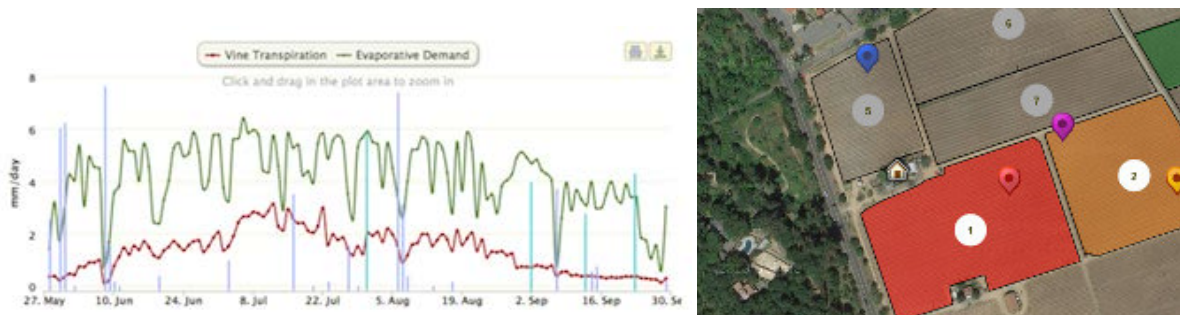 Vine Transpiration Evaporative Demand
Click and drag in the plot area to zoom in
8
6
4
2
0
mm/day
27. May 10. Jun 24. Jun 8. Jul 22. Jul 5. Aug 19. Aug 2. Sep 16. Sep 30. Se
6
7
5
2
1